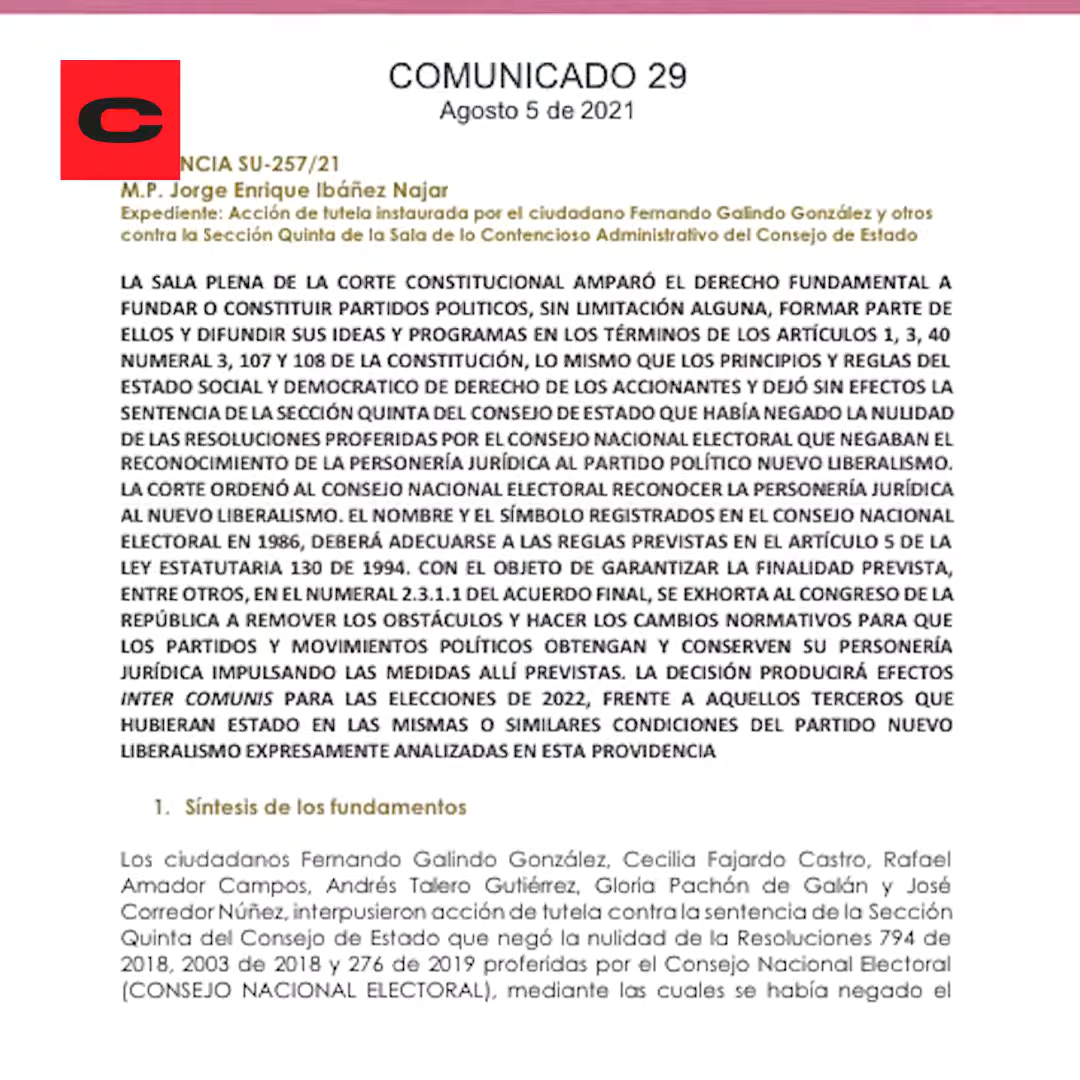 COMUNICADO 29
Agosto 5 de 2021
C
NCIA SU-257/21
M.P. Jorge Enrique Ibáñez Najar
Expediente: Acción de tutela instaurada por el ciudadano Fernando Galindo González y otros
contra la Sección Quinta de la Sala de lo Contencioso Administrativo del Consejo de Estado
LA SALA PLENA DE LA CORTE CONSTITUCIONAL AMPARÓ EL DERECHO FUNDAMENTAL A
FUNDAR O CONSTITUIR PARTIDOS POLITICOS, SIN LIMITACIÓN ALGUNA, FORMAR PARTE DE
ELLOS Y DIFUNDIR SUS IDEAS Y PROGRAMAS EN LOS TÉRMINOS DE LOS ARTÍCULOS 1, 3, 40
NUMERAL 3, 107 Y 108 DE LA CONSTITUCIÓN, LO MISMO QUE LOS PRINCIPIOS Y REGLAS DEL
ESTADO SOCIAL Y DEMOCRATICO DE DERECHO DE LOS ACCIONANTES Y DEJÓ SIN EFECTOS LA
SENTENCIA DE LA SECCIÓN QUINTA DEL CONSEJO DE ESTADO QUE HABÍA NEGADO LA NULIDAD
DE LAS RESOLUCIONES PROFERIDAS POR EL CONSEJO NACIONAL ELECTORAL QUE NEGABAN EL
RECONOCIMIENTO DE LA PERSONERÍA JURÍDICA AL PARTIDO POLÍTICO NUEVO LIBERALISMO.
LA CORTE ORDENÓ AL CONSEJO NACIONAL ELECTORAL RECONOCER LA PERSONERÍA JURÍDICA
AL NUEVO LIBERALISMO. EL NOMBRE Y EL SÍMBOLO REGISTRADOS EN EL CONSEJO NACIONAL
ELECTORAL EN 1986, DEBERÁ ADECUARSE A LAS REGLAS PREVISTAS EN EL ARTÍCULO 5 DE LA
LEY ESTATUTARIA 130 DE 1994. CON EL OBJETO DE GARANTIZAR LA FINALIDAD PREVISTA,
ENTRE OTROS, EN EL NUMERAL 2.3.1.1 DEL ACUERDO FINAL, SE EXHORTA AL CONGRESO DE LA
REPÚBLICA A REMOVER LOS OBSTÁCULOS Y HACER LOS CAMBIOS NORMATIVOS PARA QUE
LOS PARTIDOS Y MOVIMIENTOS POLÍTICOS OBTENGAN Y CONSERVEN SU PERSONERÍA
JURÍDICA IMPULSANDO LAS MEDIDAS ALLÍ PREVISTAS. LA DECISIÓN PRODUCIRÁ EFECTOS
INTER COMUNIS PARA LAS ELECCIONES DE 2022, FRENTE A AQUELLOS TERCEROS QUE
HUBIERAN ESTADO EN LAS MISMAS O SIMILARES CONDICIONES DEL PARTIDO NUEVO
LIBERALISMO EXPRESAMENTE ANALIZADAS EN ESTA PROVIDENCIA
1. Síntesis de los fundamentos
Los ciudadanos Fernando Galindo González, Cecilia Fajardo Castro, Rafael
Amador Campos, Andrés Talero Gutiérrez, Gloria Pachón de Galán y José
Corredor Núñez, interpusieron acción de tutela contra la sentencia de la Sección
Quinta del Consejo de Estado que negó la nulidad de la Resoluciones 794 de
2018, 2003 de 2018 y 276 de 2019 proferidas por el Consejo Nacional Electoral
(CONSEJO NACIONAL ELECTORAL), mediante las cuales se había negado el